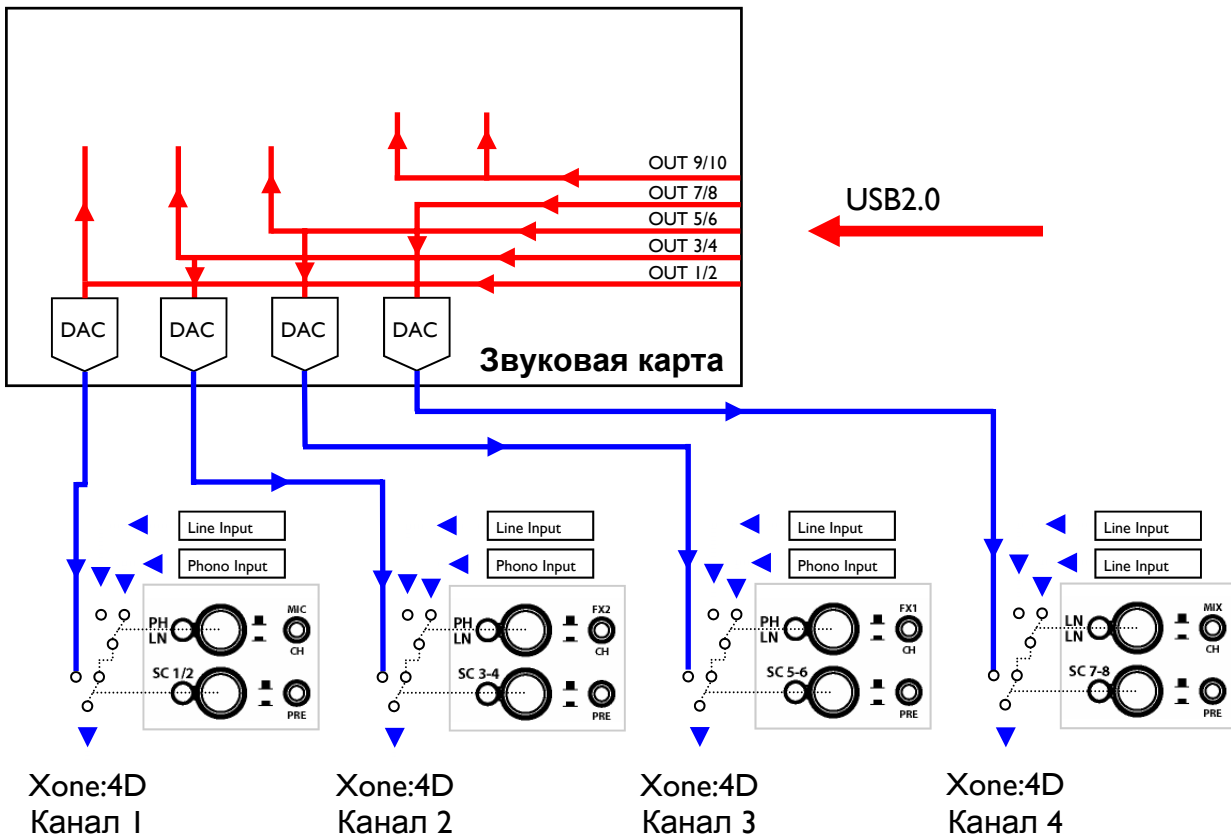 OUT 9/10
OUT 7/8
USB2.0
OUT 5/6
OUT 3/4
OUT 1/2
DAC
DAC
DAC
DAC
Звуковая карта
Line Input
Line Input
Line Input
Line Input
Phono Input
Phono Input
Phono Input
Line Input
PH
LN
MIC
CH
SC 1/2
PRE
PH
LN
FX2
CH
SC 3-4
PRE
PH
LN
FX1
CH
SC 5-6
PRE
LN
LN
MIX
CH
SC 7-8
PRE
Xone:4D
Канал 1
Xone:4D
Канал 2
Xone:4D
Канал 3
Xone:4D
Канал 4